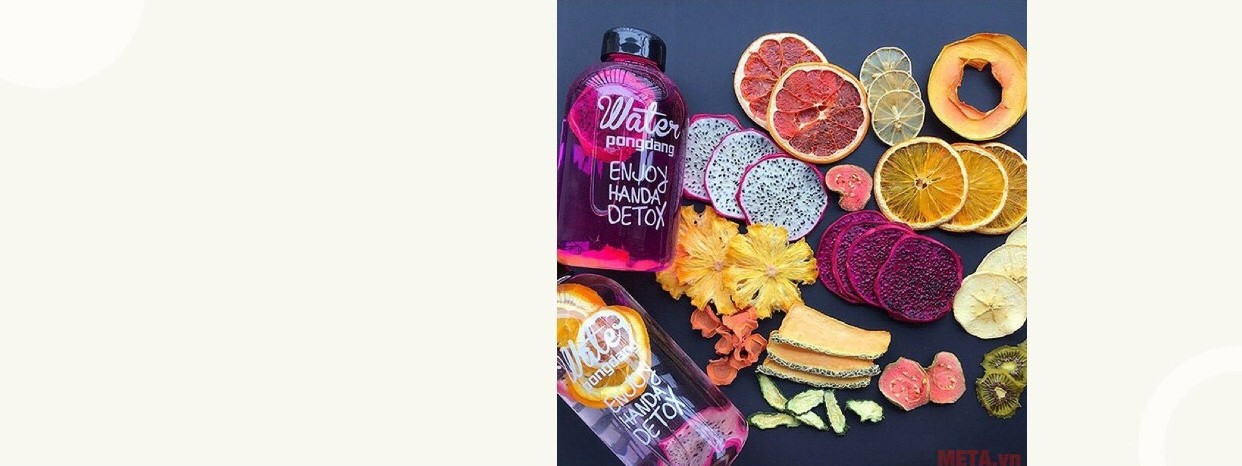 Water
pongdang
ENJOY
HANDA
DETOX
Water
pongdang
ENJOY
HANDA
DETOX
META.vn